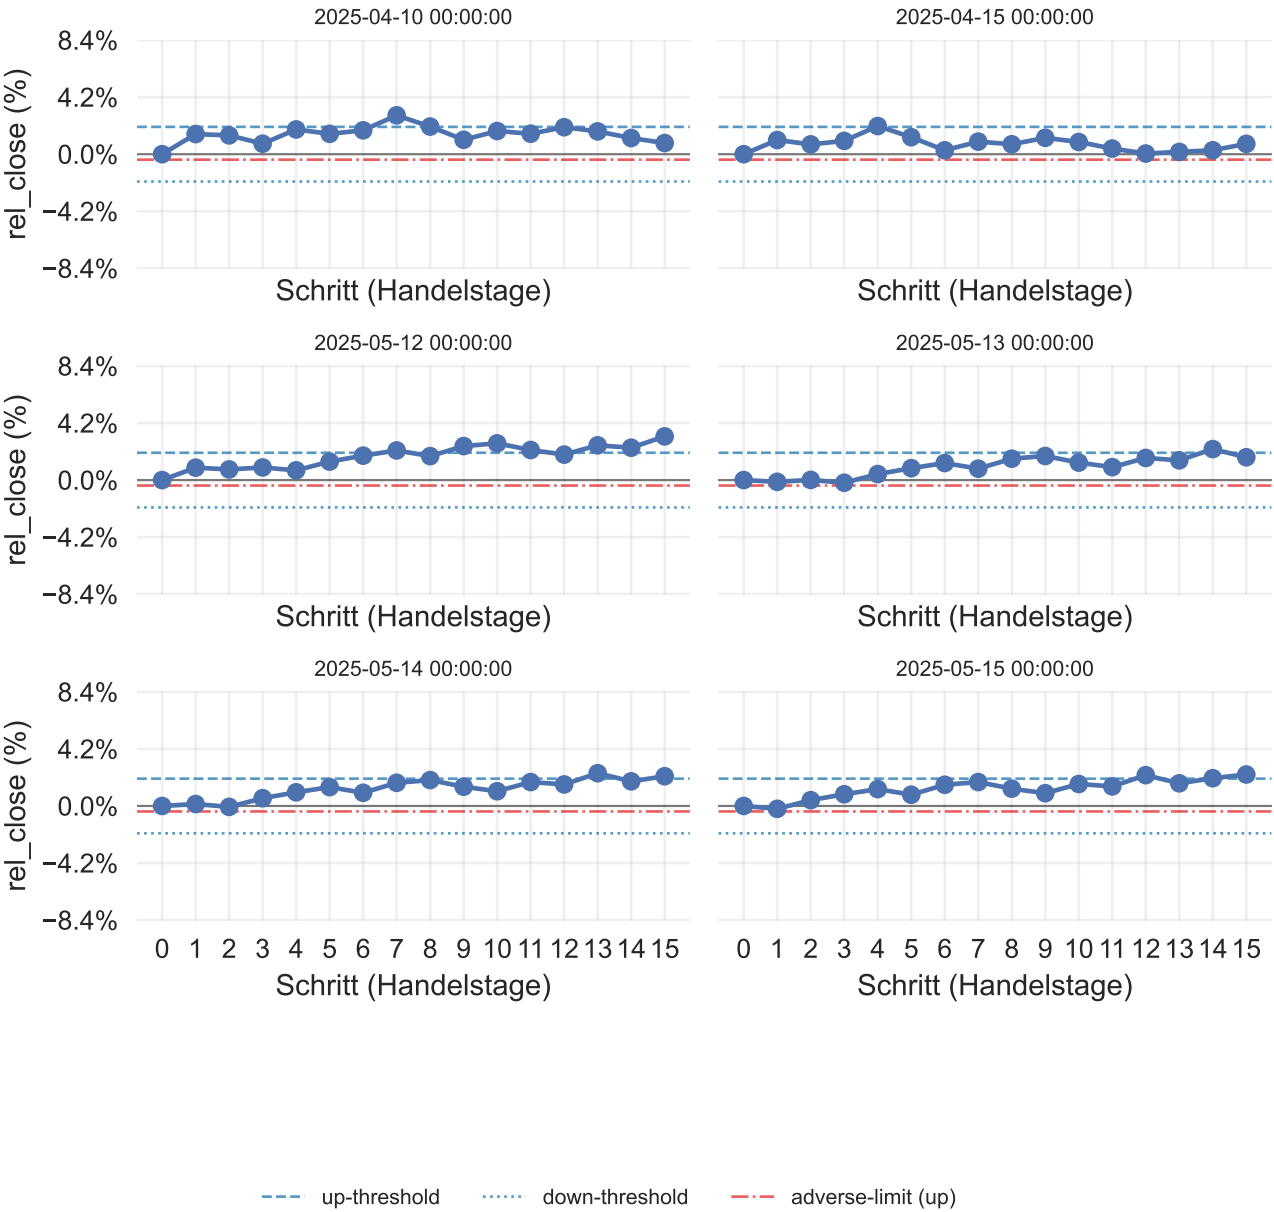 2025-04-10 00:00:00
2025-04-15 00:00:00
8.4%
4.2%
0.0%
−4.2%
−8.4%
rel_close (%)
Schritt (Handelstage)
Schritt (Handelstage)
2025-05-12 00:00:00
2025-05-13 00:00:00
8.4%
4.2%
0.0%
−4.2%
−8.4%
rel_close (%)
Schritt (Handelstage)
Schritt (Handelstage)
2025-05-14 00:00:00
2025-05-15 00:00:00
8.4%
4.2%
0.0%
−4.2%
−8.4%
rel_close (%)
0 1 2 3 4 5 6 7 8 9 10 11 12 13 14 15
0 1 2 3 4 5 6 7 8 9 10 11 12 13 14 15
Schritt (Handelstage)
Schritt (Handelstage)
up-threshold
down-threshold
adverse-limit (up)